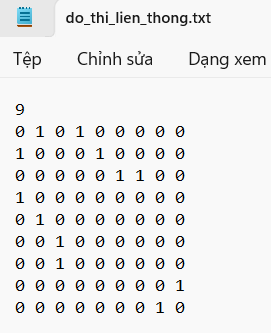 do_thi_lien_thong.txt
Tệp Chỉnh sửa Dạng xem
9
0 1 0 1 0 0 0 0 0
1 0 0 0 1 0 0 0 0
0 0 0 0 0 1 1 0 0
1 0 0 0 0 0 0 0 0
0 1 0 0 0 0 0 0 0
0 0 1 0 0 0 0 0 0
0 0 1 0 0 0 0 0 0
0 0 0 0 0 0 0 0 1
0 0 0 0 0 0 0 1 0